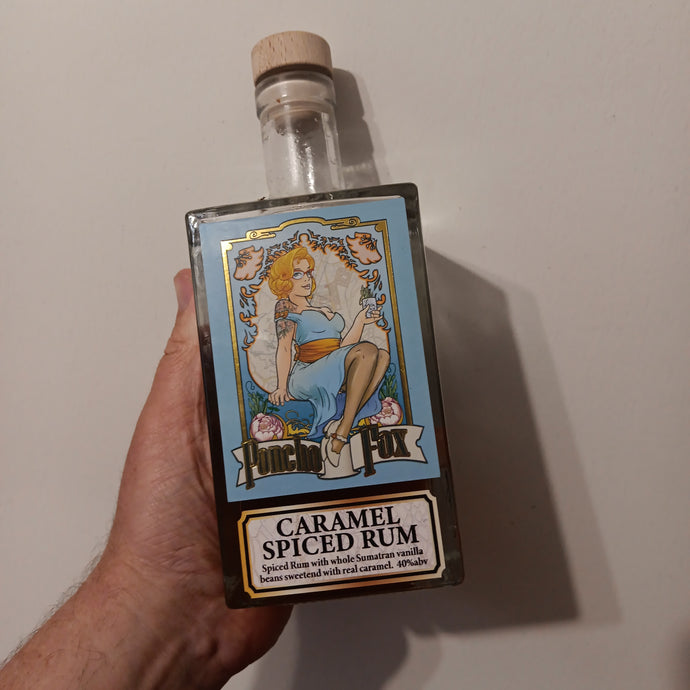 Poncho Fox
CARAMEL
SPICED RUM
Spiced Rum with whole Sumatran vanilla
beans sweetend with real caramel. 40%abv